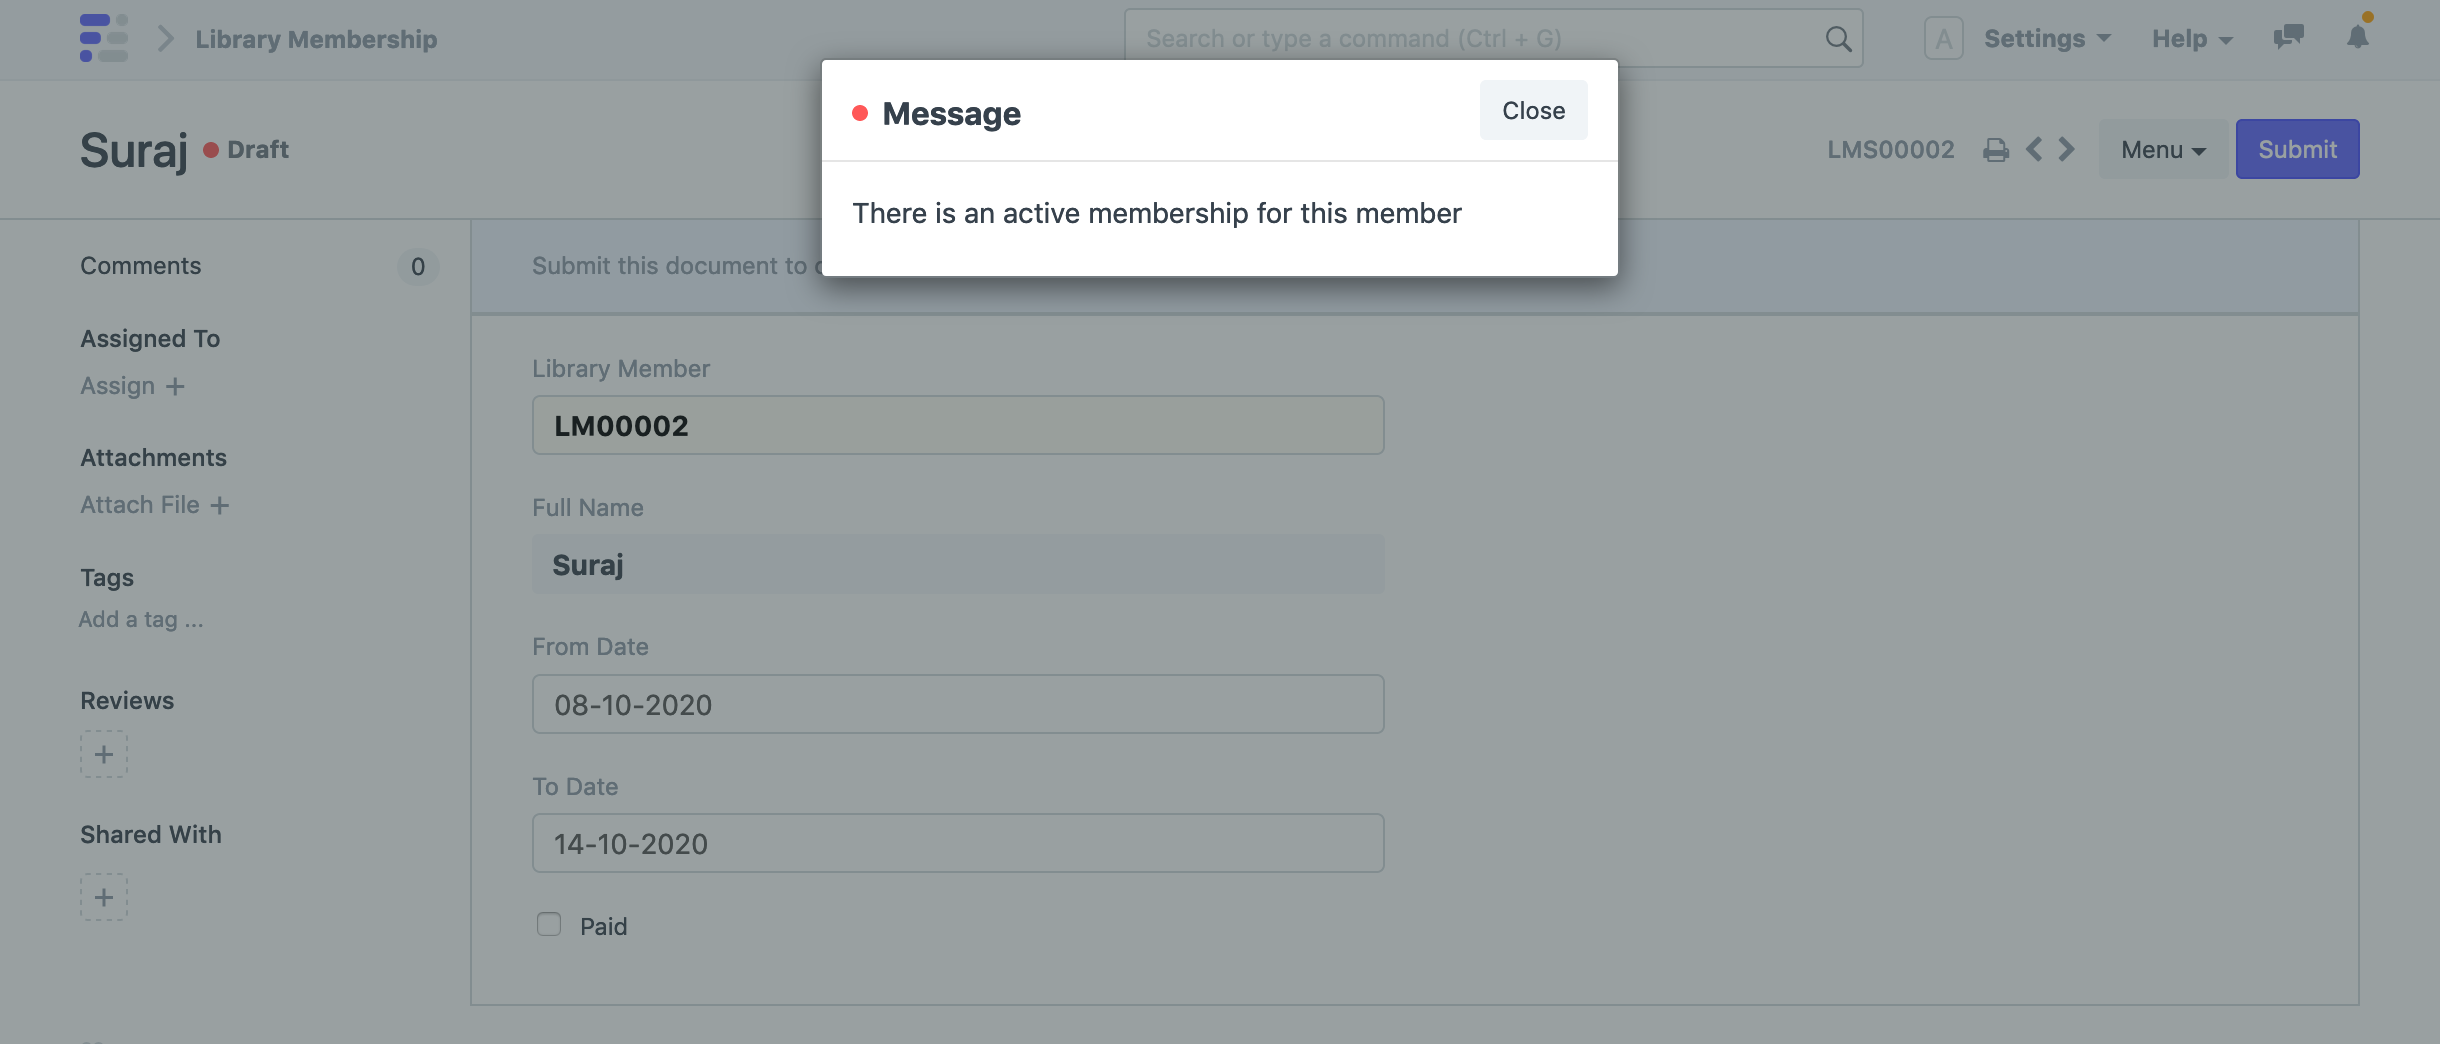 Library Membership
Search or type a command (Ctrl + G)
A
Settings
Help
Message
Close
There is an active membership for this member
Suraj
Draft
LMS00002
Menu
Submit
Comments
0
Assigned To
Assign +
Attachments
Attach File +
Tags
Add a tag ...
Reviews
+
Shared With
+
Submit this document to
Library Member
LM00002
Full Name
Suraj
From Date
08-10-2020
To Date
14-10-2020
Paid